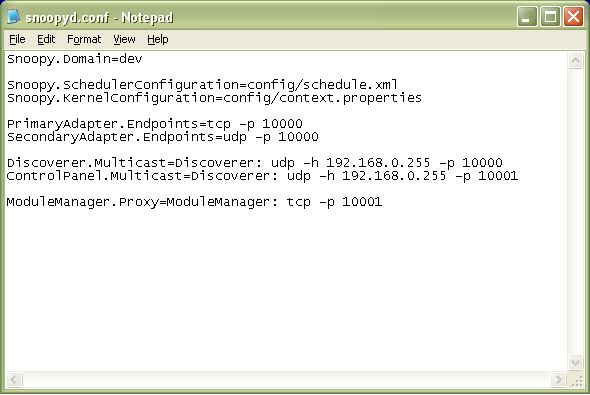 snoopyd.conf - Notepad
File Edit Format View Help
Snoopy.Domain=dev
Snoopy.SchedulerConfiguration=config/schedule.xml
Snoopy.KernelConfiguration=config/context.properties
PrimaryAdapter.Endpoints=tcp -p 10000
SecondaryAdapter.Endpoints=udp -p 10000
Discoverer.Multicast=Discoverer: udp -h 192.168.0.255 -p 10000
ControlPanel.Multicast=Discoverer: udp -h 192.168.0.255 -p 10001
ModuleManager.Proxy=ModuleManager: tcp -p 10001